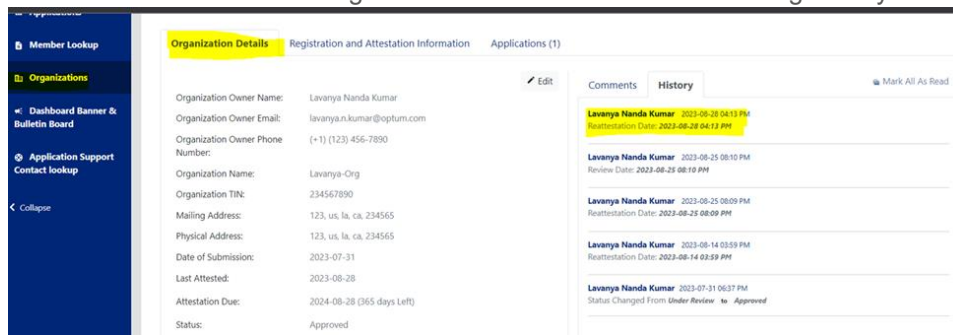 Applications
Member Lookup
Organizations
Dashboard Banner &
Bulletin Board
Application Support
Contact lookup
Collapse
Organization Details Registration and Attestation Information Applications (1)
Edit
Organization Owner Name: Lavanya Nanda Kumar
Organization Owner Email: lavanya.n.kumar@optum.com
Organization Owner Phone (+1) (123) 456-7890
Number:
Organization Name: Lavanya-Org
Organization TIN: 234567890
Mailing Address: 123, us, la, ca, 234565
Physical Address: 123, us, la, ca, 234565
Date of Submission: 2023-07-31
Last Attested: 2023-08-28
Attestation Due: 2024-08-28 (365 days Left)
Status: Approved
Comments History Mark All As Read
Lavanya Nanda Kumar 2023-08-28 04:13 PM
Reattestation Date: 2023-08-28 04:13 PM
Lavanya Nanda Kumar 2023-08-25 08:10 PM
Review Date: 2023-08-25 08:10 PM
Lavanya Nanda Kumar 2023-08-25 08:09 PM
Reattestation Date: 2023-08-25 08:09 PM
Lavanya Nanda Kumar 2023-08-14 03:59 PM
Reattestation Date: 2023-08-14 03:59 PM
Lavanya Nanda Kumar 2023-07-31 06:37 PM
Status Changed From Under Review to Approved